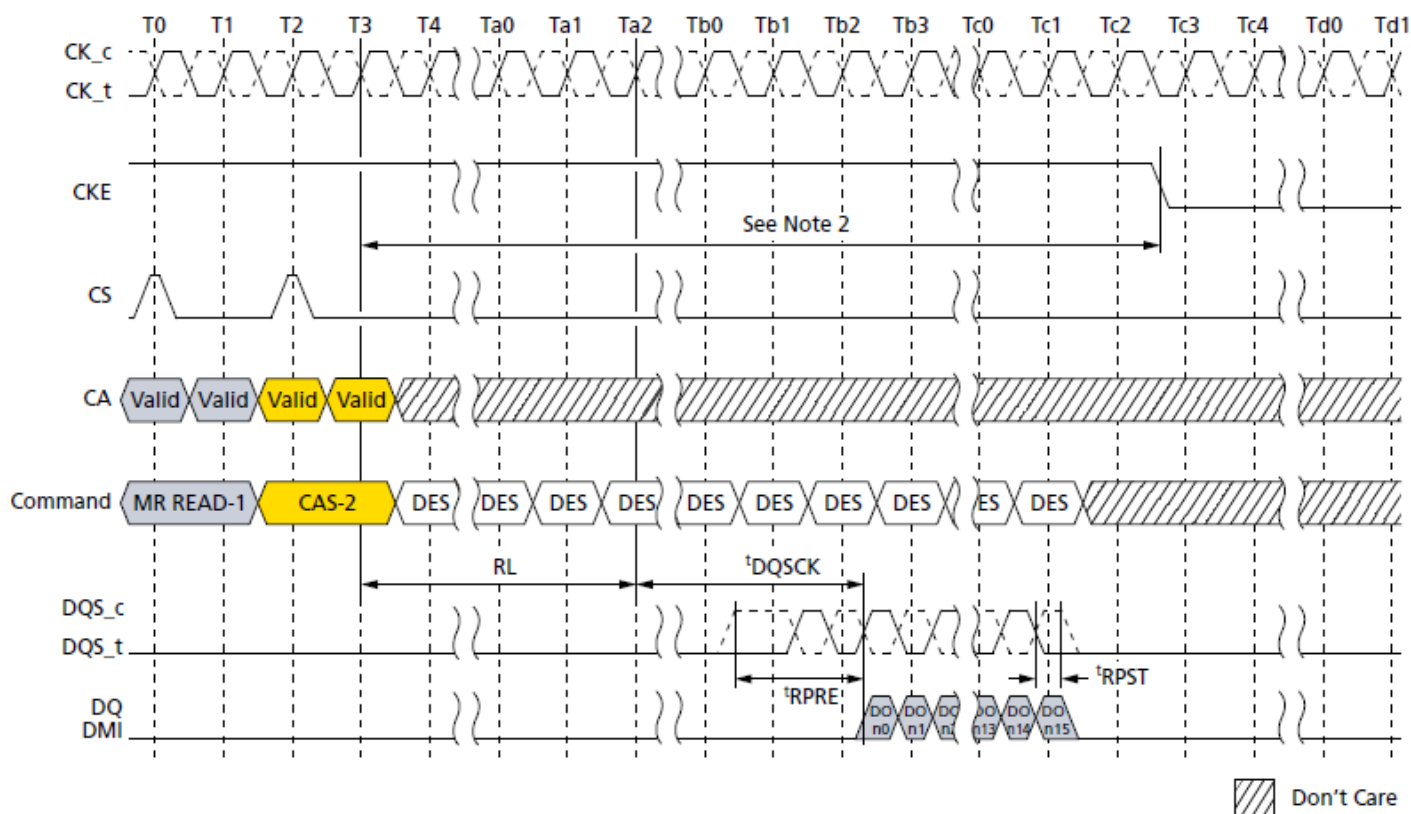 T0 T1 T2 T3 T4 Ta0 Ta1 Ta2 Tb0 Tb1 Tb2 Tb3 Tc0 Tc1 Tc2 Tc3 Tc4 Td0 Td1
CK_c
CK_t
CKE
See Note 2
CS
CA Valid Valid Valid Valid
Command MR READ-1 CAS-2 DES DES DES DES DES DES DES DES ES DES
RL tDQSCK
DQS_c
DQS_t
tRPRE tRPST
DQ
DMI
DO DO DO DO DO DO
n0 n1 n2 n13 n14 n15
Don't Care